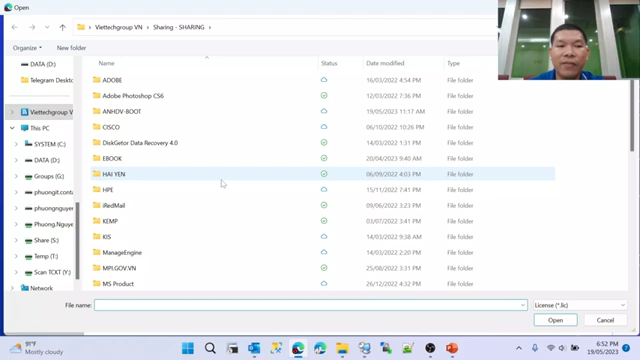 Open
Viettechgroup VN > Sharing - SHARING >
Organize
New folder
DATA (D:)
Telegram Deskto
Viettechgroup V
This PC
SYSTEM (C:)
DATA (D:)
Groups (G:)
phuongit.conta
phuongnguyer
Phuong.Nguye
Share (S:)
Temp (T:)
Scan TCKT (Y:)
Network
Name Status Date modified Type
ADOBE 16/03/2022 4:54 PM File folder
Adobe Photoshop CS6 12/03/2022 7:36 PM File folder
ANHDV-BOOT 19/05/2023 11:17 AM File folder
CISCO 06/10/2022 10:26 PM File folder
DiskGetor Data Recovery 4.0 14/03/2022 1:31 PM File folder
EBOOK 20/04/2023 9:40 AM File folder
HAI YEN 06/09/2022 4:03 PM File folder
HPE 15/11/2022 7:41 PM File folder
iRedMail 09/06/2022 3:23 PM File folder
KEMP 03/07/2022 3:41 PM File folder
KIS 14/03/2022 9:38 AM File folder
ManageEngine 14/03/2022 2:20 PM File folder
MPI.GOV.VN 25/08/2022 3:31 PM File folder
MS Product 26/12/2022 4:34 PM File folder
File name:
License (*.lic)
Open
Cancel
91°F
Mostly cloudy
6:52 PM
19/05/2023